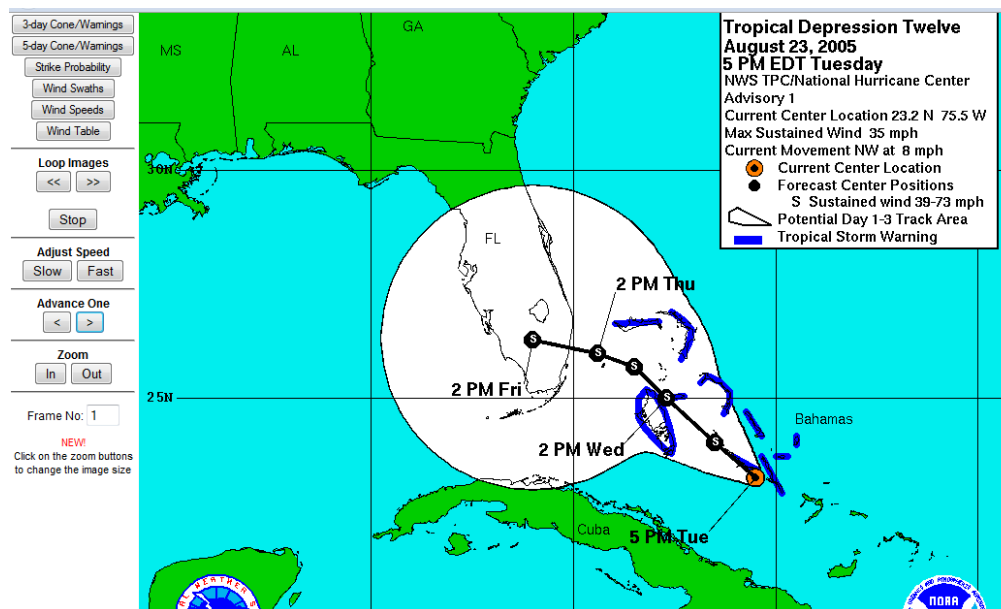 3-day Cone/Warnings
5-day Cone/Warnings
Strike Probability
Wind Swaths
Wind Speeds
Wind Table
Loop Images
<<
>>
Stop
Adjust Speed
Slow
Fast
Advance One
<
>
Zoom
In
Out
Frame No: 1
NEW!
Click on the zoom buttons
to change the image size
MS
AL
GA
Tropical Depression Twelve
August 23, 2005
5 PM EDT Tuesday
NWS TPC/National Hurricane Center
Advisory 1
Current Center Location 23.2 N 75.5 W
Max Sustained Wind 35 mph
Current Movement NW at 8 mph
Current Center Location
Forecast Center Positions
S Sustained wind 39-73 mph
Potential Day 1-3 Track Area
Tropical Storm Warning
30N
FL
2 PM Thu
S
S
S
2 PM Fri
25N
S
Bahamas
S
2 PM Wed
Cuba
5 PM Tue
WEATHER S
NOAA